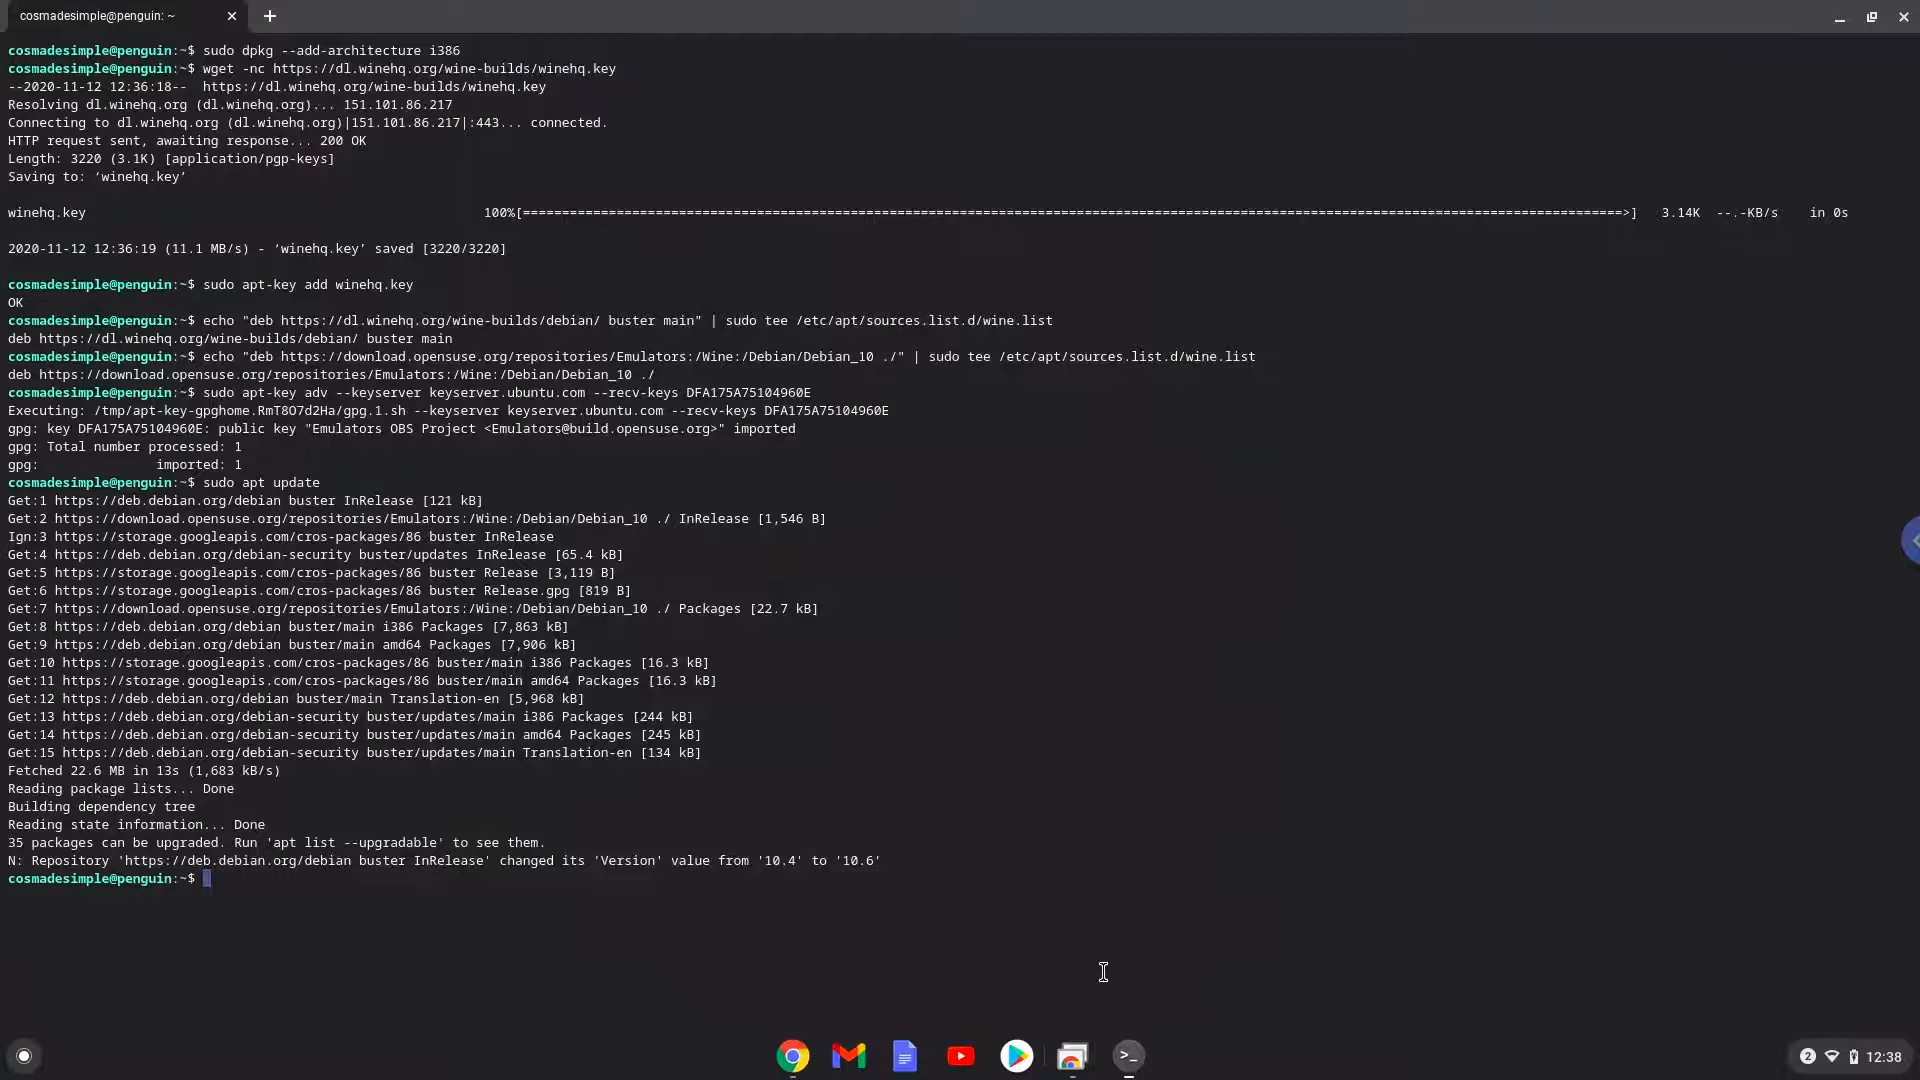 cosmadesimple@penguin: ~
cosmadesimple@penguin:~$ sudo dpkg --add-architecture i386
cosmadesimple@penguin:~$ wget -nc https://dl.winehq.org/wine-builds/winehq.key
--2020-11-12 12:36:18--  https://dl.winehq.org/wine-builds/winehq.key
Resolving dl.winehq.org (dl.winehq.org)... 151.101.86.217
Connecting to dl.winehq.org (dl.winehq.org)|151.101.86.217|:443... connected.
HTTP request sent, awaiting response... 200 OK
Length: 3220 (3.1K) [application/pgp-keys]
Saving to: ‘winehq.key’
winehq.key 100%[=============================================================================================================================================>] 3.14K --.-KB/s in 0s
2020-11-12 12:36:19 (11.1 MB/s) - ‘winehq.key’ saved [3220/3220]
cosmadesimple@penguin:~$ sudo apt-key add winehq.key
OK
cosmadesimple@penguin:~$ echo "deb https://dl.winehq.org/wine-builds/debian/ buster main" | sudo tee /etc/apt/sources.list.d/wine.list
deb https://dl.winehq.org/wine-builds/debian/ buster main
cosmadesimple@penguin:~$ echo "deb https://download.opensuse.org/repositories/Emulators:/Wine:/Debian/Debian_10 ./" | sudo tee /etc/apt/sources.list.d/wine.list
deb https://download.opensuse.org/repositories/Emulators:/Wine:/Debian/Debian_10 ./
cosmadesimple@penguin:~$ sudo apt-key adv --keyserver keyserver.ubuntu.com --recv-keys DFA175A75104960E
Executing: /tmp/apt-key-gpghome.RmT8O7d2Ha/gpg.1.sh --keyserver keyserver.ubuntu.com --recv-keys DFA175A75104960E
gpg: key DFA175A75104960E: public key "Emulators OBS Project <Emulators@build.opensuse.org>" imported
gpg: Total number processed: 1
gpg:               imported: 1
cosmadesimple@penguin:~$ sudo apt update
Get:1 https://deb.debian.org/debian buster InRelease [121 kB]
Get:2 https://download.opensuse.org/repositories/Emulators:/Wine:/Debian/Debian_10 ./ InRelease [1,546 B]
Ign:3 https://storage.googleapis.com/cros-packages/86 buster InRelease
Get:4 https://deb.debian.org/debian-security buster/updates InRelease [65.4 kB]
Get:5 https://storage.googleapis.com/cros-packages/86 buster Release [3,119 B]
Get:6 https://storage.googleapis.com/cros-packages/86 buster Release.gpg [819 B]
Get:7 https://download.opensuse.org/repositories/Emulators:/Wine:/Debian/Debian_10 ./ Packages [22.7 kB]
Get:8 https://deb.debian.org/debian buster/main i386 Packages [7,863 kB]
Get:9 https://deb.debian.org/debian buster/main amd64 Packages [7,906 kB]
Get:10 https://storage.googleapis.com/cros-packages/86 buster/main i386 Packages [16.3 kB]
Get:11 https://storage.googleapis.com/cros-packages/86 buster/main amd64 Packages [16.3 kB]
Get:12 https://deb.debian.org/debian buster/main Translation-en [5,968 kB]
Get:13 https://deb.debian.org/debian-security buster/updates/main i386 Packages [244 kB]
Get:14 https://deb.debian.org/debian-security buster/updates/main amd64 Packages [245 kB]
Get:15 https://deb.debian.org/debian-security buster/updates/main Translation-en [134 kB]
Fetched 22.6 MB in 13s (1,683 kB/s)
Reading package lists... Done
Building dependency tree
Reading state information... Done
35 packages can be upgraded. Run 'apt list --upgradable' to see them.
N: Repository 'https://deb.debian.org/debian buster InRelease' changed its 'Version' value from '10.4' to '10.6'
cosmadesimple@penguin:~$
2 12:38